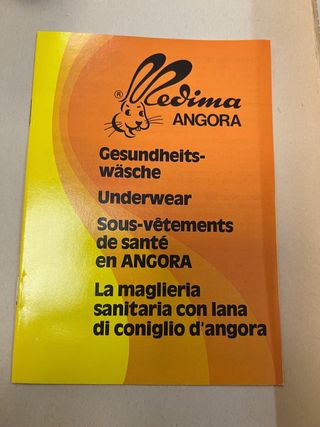 Medima
®
ANGORA
Gesundheits-
wäsche
Underwear
Sous-vêtements
de santé
en ANGORA
La maglieria
sanitaria con lana
di coniglio d'angora